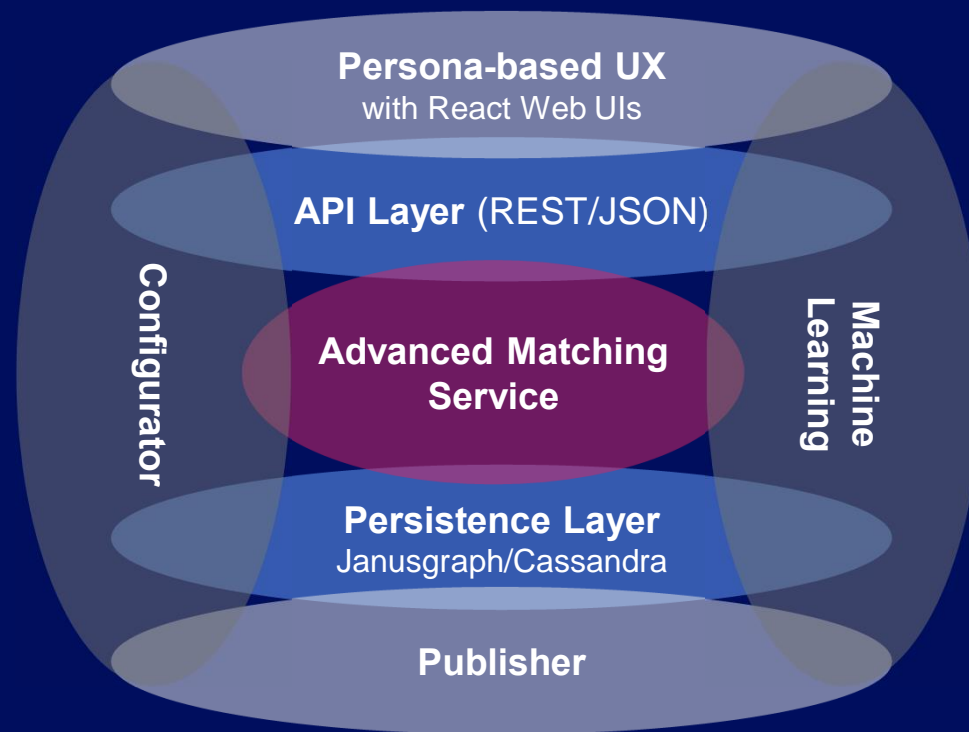 Persona-based UX
with React Web UIs
API Layer (REST/JSON)
Configurator
Advanced Matching
Service
Machine
Learning
Persistence Layer
Janusgraph/Cassandra
Publisher